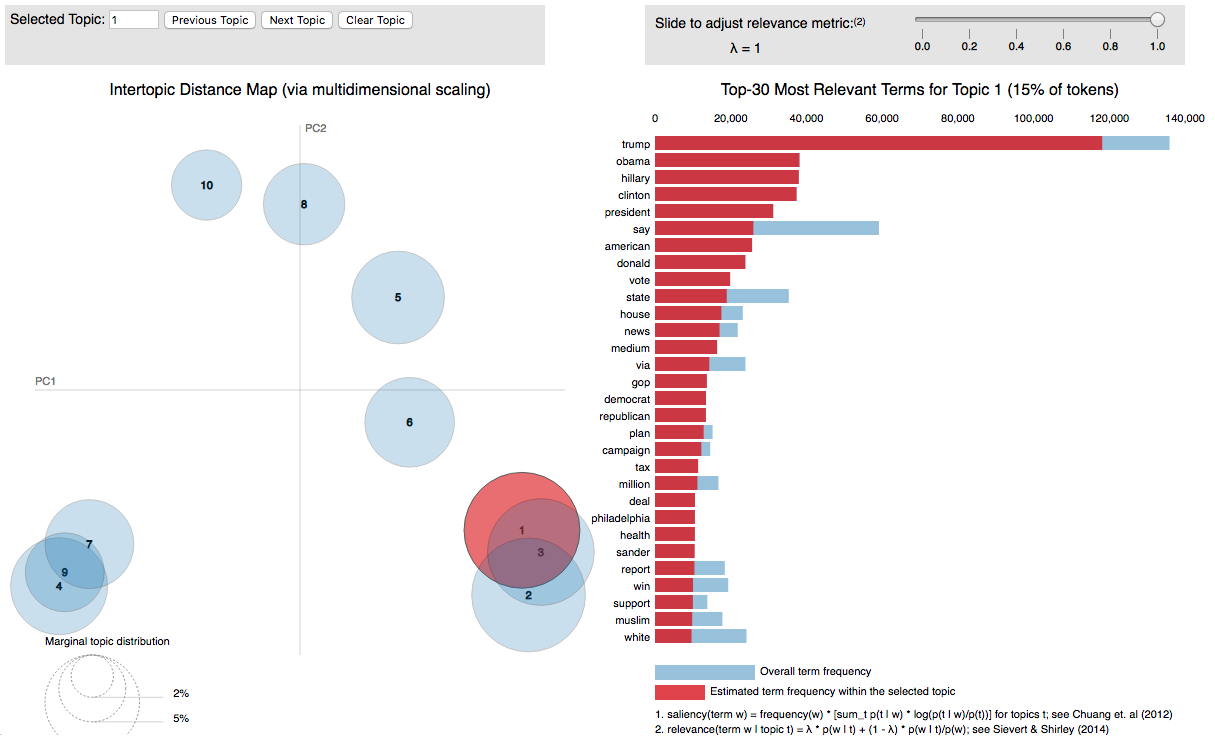 Selected Topic: 1 Previous Topic Next Topic Clear Topic
Slide to adjust relevance metric:(2)
λ = 1
0.0 0.2 0.4 0.6 0.8 1.0
Intertopic Distance Map (via multidimensional scaling)
PC2
PC1
10
8
5
6
1
3
2
7
9
4
Marginal topic distribution
2%
5%
Top-30 Most Relevant Terms for Topic 1 (15% of tokens)
0 20,000 40,000 60,000 80,000 100,000 120,000 140,000
trump
obama
hillary
clinton
president
say
american
donald
vote
state
house
news
medium
via
gop
democrat
republican
plan
campaign
tax
million
deal
philadelphia
health
sander
report
win
support
muslim
white
Overall term frequency
Estimated term frequency within the selected topic
1. saliency(term w) = frequency(w) * [sum_t p(t | w) * log(p(t | w)/p(t))] for topics t; see Chuang et. al (2012)
2. relevance(term w | topic t) = λ * p(w | t) + (1 - λ) * p(w | t)/p(w); see Sievert & Shirley (2014)